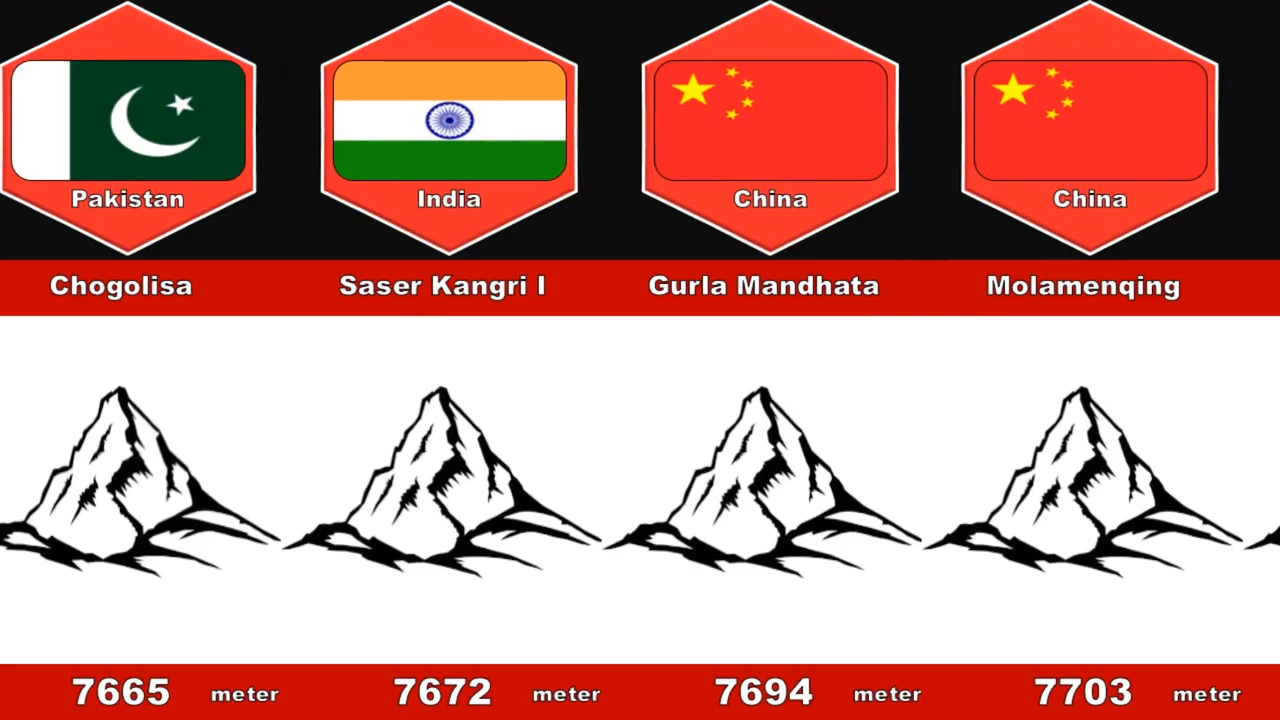 Pakistan
India
China
China
Chogolisa
Saser Kangri I
Gurla Mandhata
Molamenqing
7665 meter
7672 meter
7694 meter
7703 meter